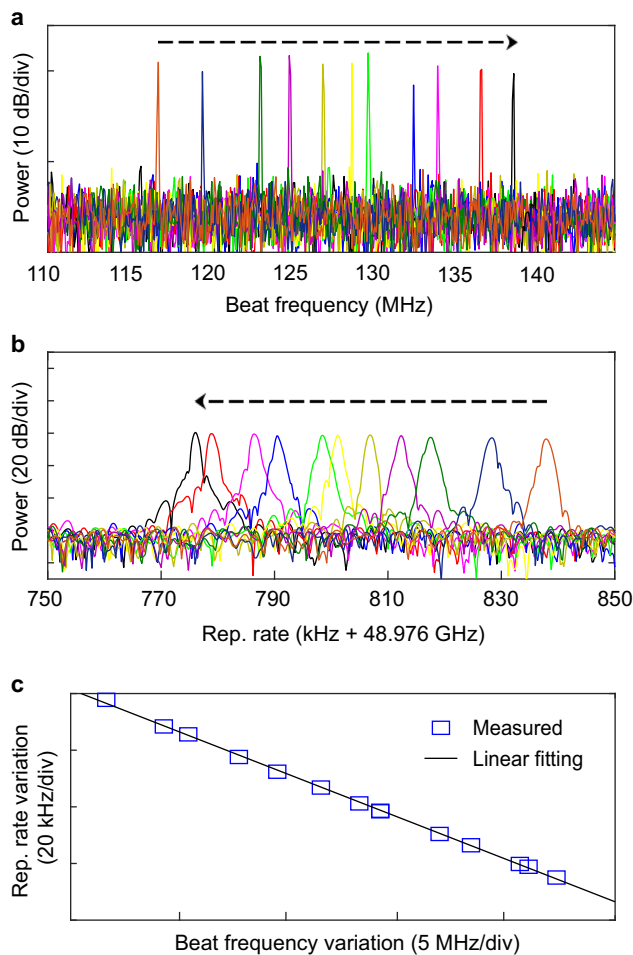 a
Power (10 dB/div)
110 115 120 125 130 135 140
Beat frequency (MHz)
b
Power (20 dB/div)
750 770 790 810 830 850
Rep. rate (kHz + 48.976 GHz)
c
Rep. rate variation
(20 kHz/div)
Measured
Linear fitting
Beat frequency variation (5 MHz/div)